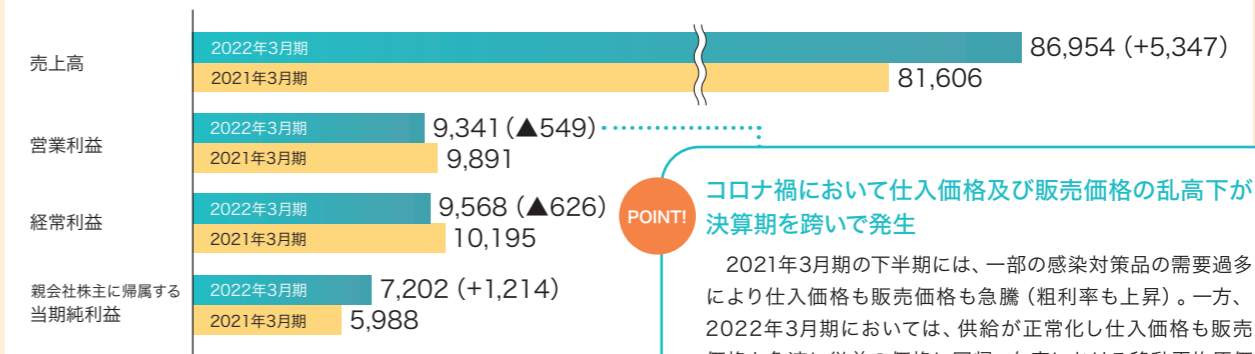 売上高
2022年3月期
86,954（+5,347）
2021年3月期
81,606
営業利益
2022年3月期
9,341（▲549）
2021年3月期
9,891
経常利益
2022年3月期
9,568（▲626）
2021年3月期
10,195
親会社株主に帰属する
当期純利益
2022年3月期
7,202（+1,214）
2021年3月期
5,988
POINT!
コロナ禍において仕入価格及び販売価格の乱高下が
決算期を跨いで発生
2021年3月期の下半期には、一部の感染対策品の需要過多
により仕入価格も販売価格も急騰（粗利率も上昇）。一方、
2022年3月期においては、供給が正常化し仕入価格も販売